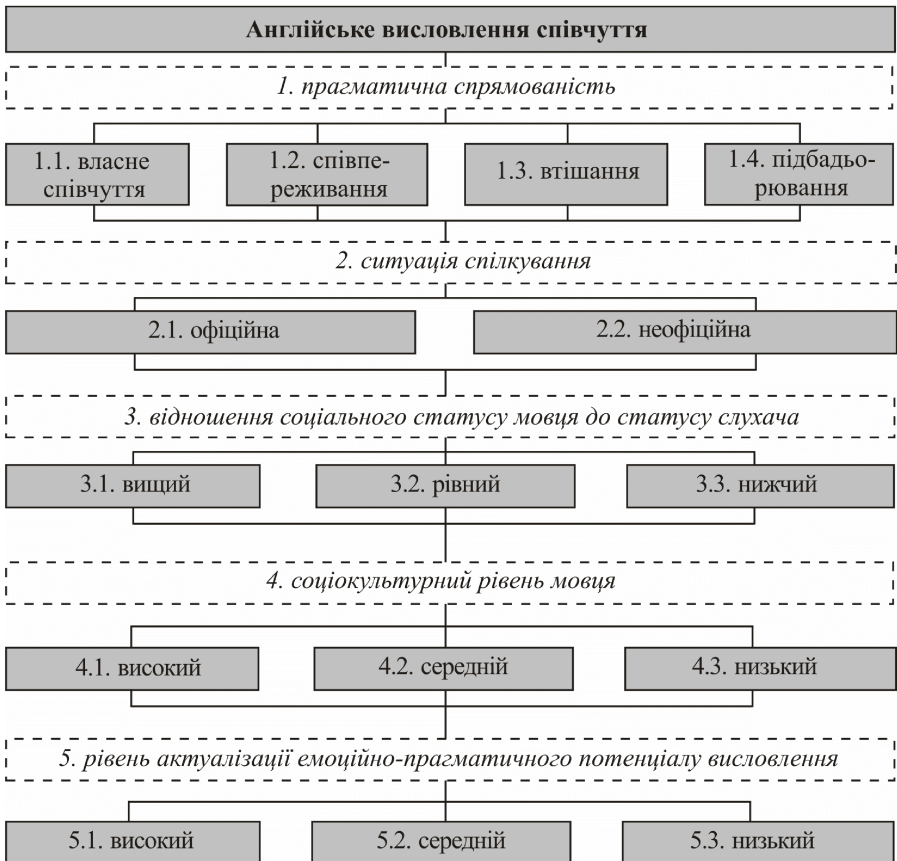 Англійське висловлення співчуття
1. прагматична спрямованість
1.1. власне
співчуття
1.2. співпе-
реживання
1.3. втішання
1.4. підбадьо-
рювання
2. ситуація спілкування
2.1. офіційна
2.2. неофіційна
3. відношення соціального статусу мовця до статусу слухача
3.1. вищий
3.2. рівний
3.3. нижчий
4. соціокультурний рівень мовця
4.1. високий
4.2. середній
4.3. низький
5. рівень актуалізації емоційно-прагматичного потенціалу висловлення
5.1. високий
5.2. середній
5.3. низький